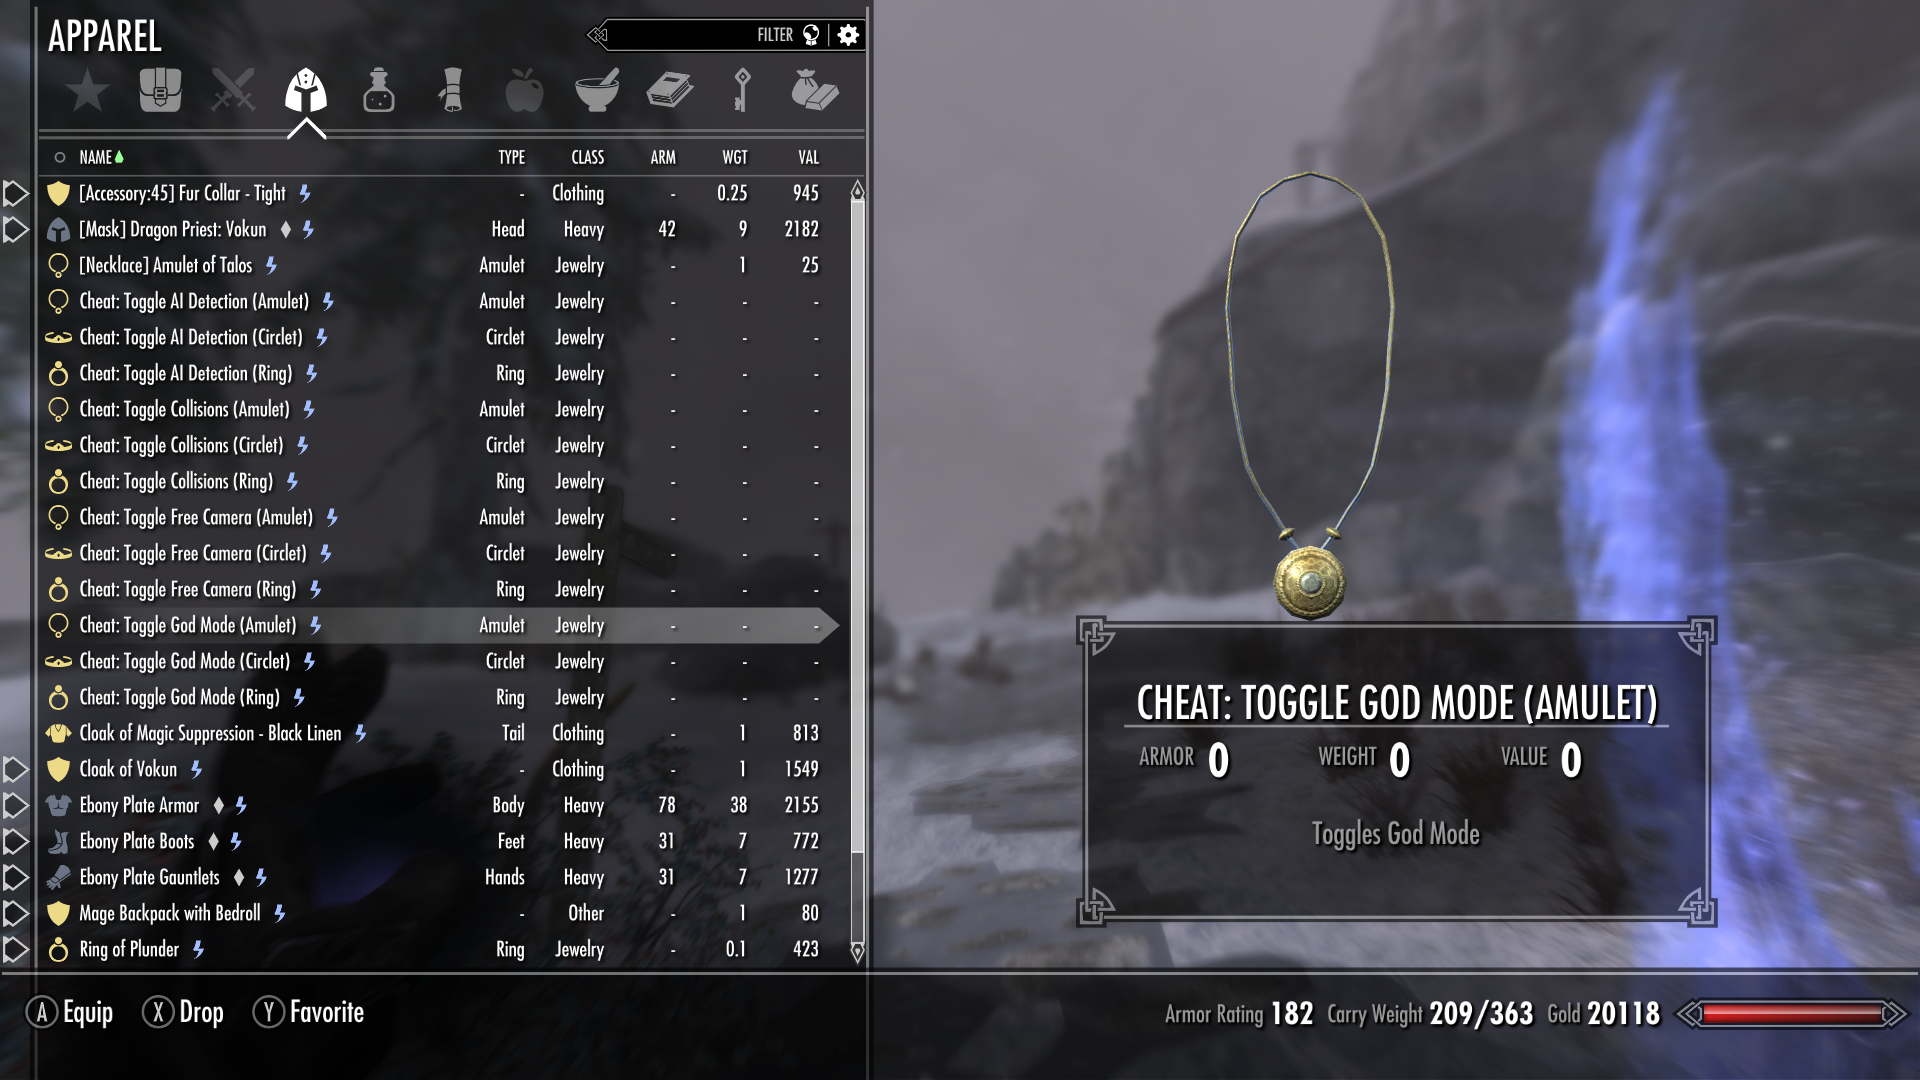 APPAREL
FILTER
NAME TYPE CLASS ARM WGT VAL
[Accessory:45] Fur Collar - Tight - Clothing - 0.25 945
[Mask] Dragon Priest: Vokun Head Heavy 42 9 2182
[Necklace] Amulet of Talos Amulet Jewelry - 1 25
Cheat: Toggle AI Detection (Amulet) Amulet Jewelry - - -
Cheat: Toggle AI Detection (Circlet) Circlet Jewelry - - -
Cheat: Toggle AI Detection (Ring) Ring Jewelry - - -
Cheat: Toggle Collisions (Amulet) Amulet Jewelry - - -
Cheat: Toggle Collisions (Circlet) Circlet Jewelry - - -
Cheat: Toggle Collisions (Ring) Ring Jewelry - - -
Cheat: Toggle Free Camera (Amulet) Amulet Jewelry - - -
Cheat: Toggle Free Camera (Circlet) Circlet Jewelry - - -
Cheat: Toggle Free Camera (Ring) Ring Jewelry - - -
Cheat: Toggle God Mode (Amulet) Amulet Jewelry - - -
Cheat: Toggle God Mode (Circlet) Circlet Jewelry - - -
Cheat: Toggle God Mode (Ring) Ring Jewelry - - -
Cloak of Magic Suppression - Black Linen Tail Clothing - 1 813
Cloak of Vokun - Clothing - 1 1549
Ebony Plate Armor Body Heavy 78 38 2155
Ebony Plate Boots Feet Heavy 31 7 772
Ebony Plate Gauntlets Hands Heavy 31 7 1277
Mage Backpack with Bedroll - Other - 1 80
Ring of Plunder Ring Jewelry - 0.1 423
CHEAT: TOGGLE GOD MODE (AMULET)
ARMOR 0 WEIGHT 0 VALUE 0
Toggles God Mode
A Equip X Drop Y Favorite
Armor Rating 182 Carry Weight 209/363 Gold 20118